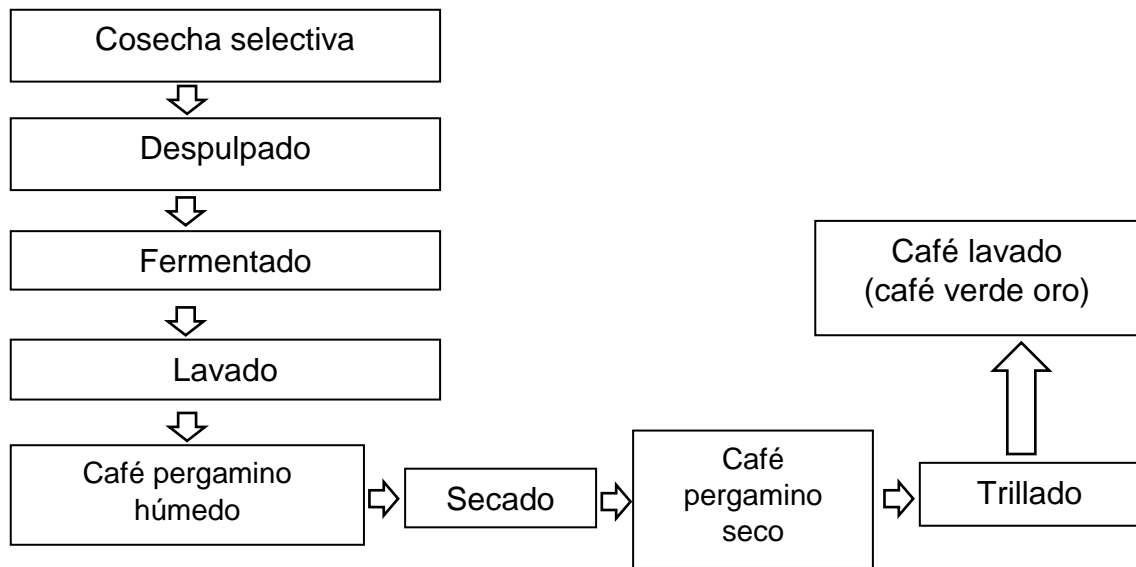 Cosecha selectiva
Despulpado
Fermentado
Lavado
Café pergamino
húmedo
Secado
Café
pergamino
seco
Trillado
Café lavado
(café verde oro)